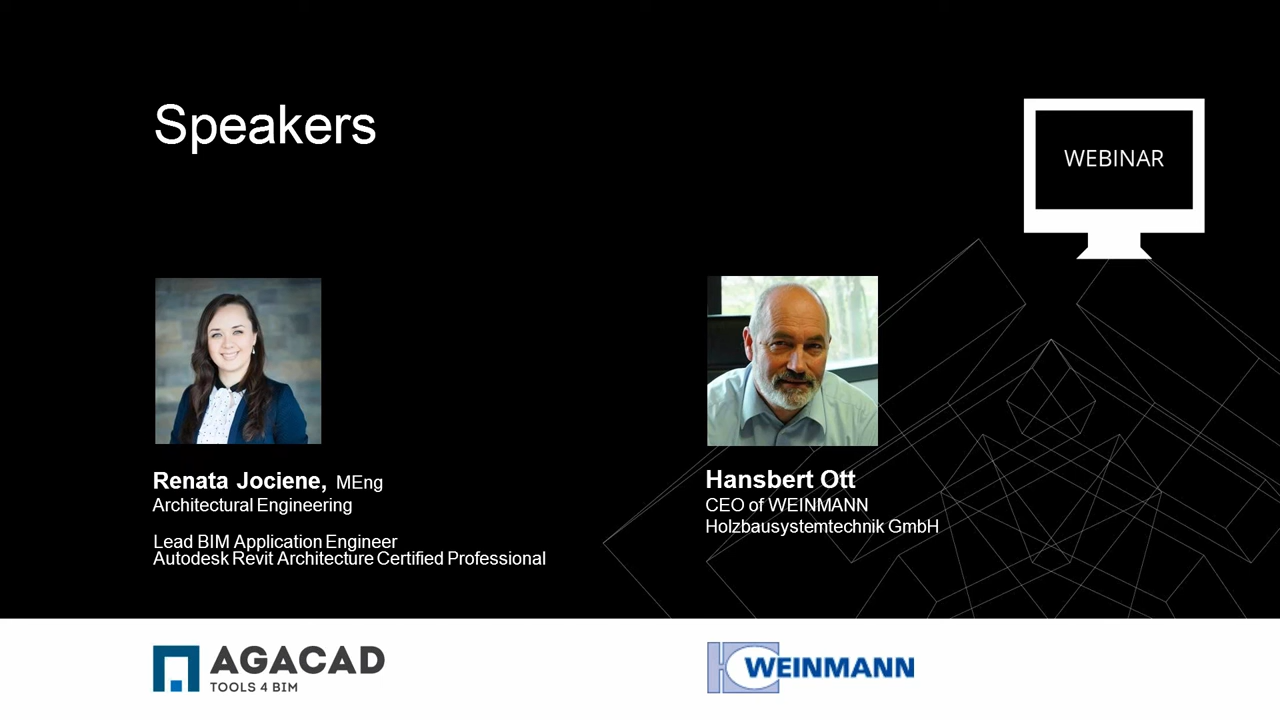 Speakers
WEBINAR
Renata Jociene, MEng
Architectural Engineering
Lead BIM Application Engineer
Autodesk Revit Architecture Certified Professional
Hansbert Ott
CEO of WEINMANN
Holzbausystemtechnik GmbH
AGACAD
TOOLS 4 BIM
WEINMANN